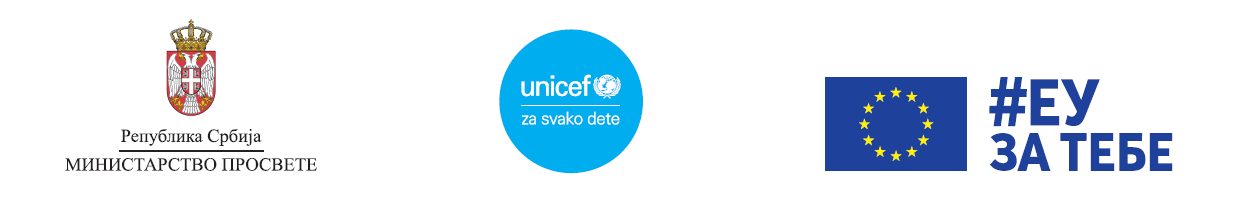 Република Србија
МИНИСТАРСТВО ПРОСВЕТЕ
unicef
za svako dete
#ЕУ
ЗА ТЕБЕ